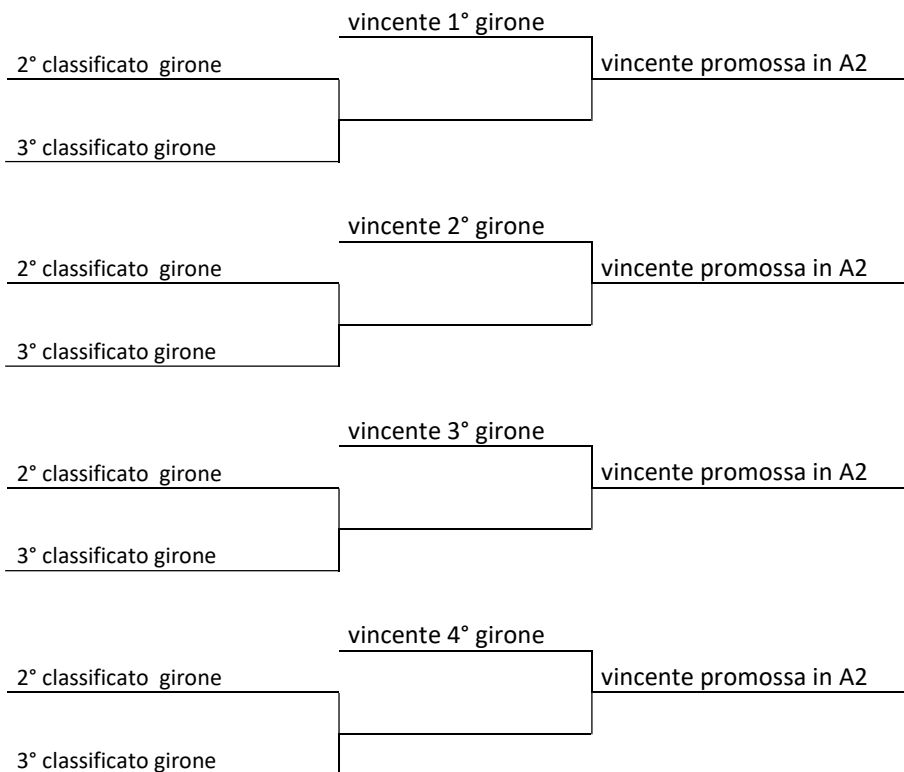 vincente 1° girone
2° classificato  girone
vincente promossa in A2
3° classificato girone
vincente 2° girone
2° classificato  girone
vincente promossa in A2
3° classificato girone
vincente 3° girone
2° classificato  girone
vincente promossa in A2
3° classificato girone
vincente 4° girone
2° classificato  girone
vincente promossa in A2
3° classificato girone